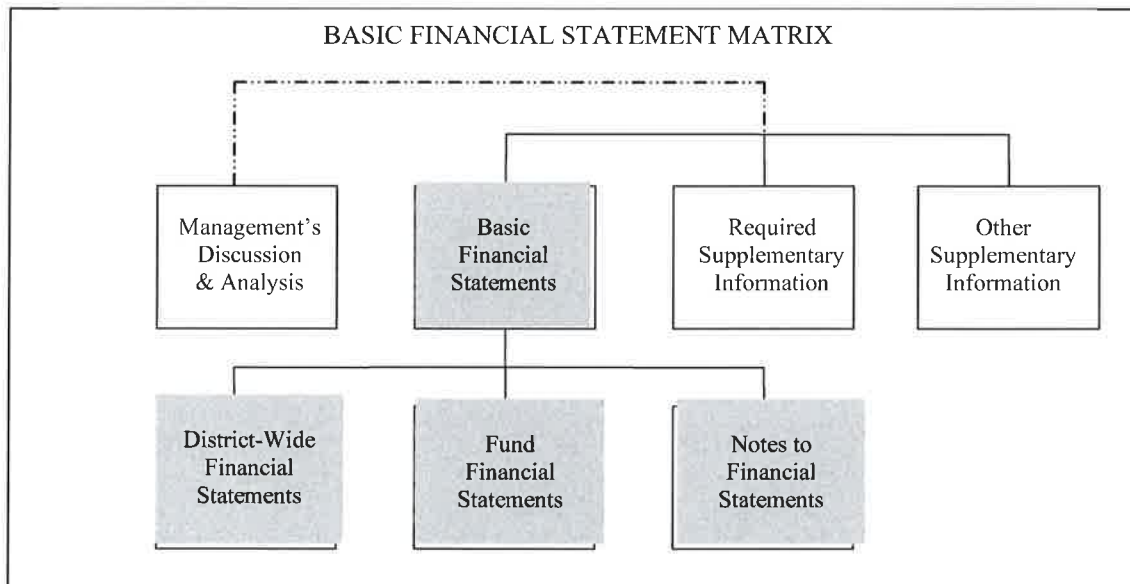 BASIC FINANCIAL STATEMENT MATRIX
Management's
Discussion
& Analysis
Basic
Financial
Statements
Required
Supplementary
Information
Other
Supplementary
Information
District-Wide
Financial
Statements
Fund
Financial
Statements
Notes to
Financial
Statements